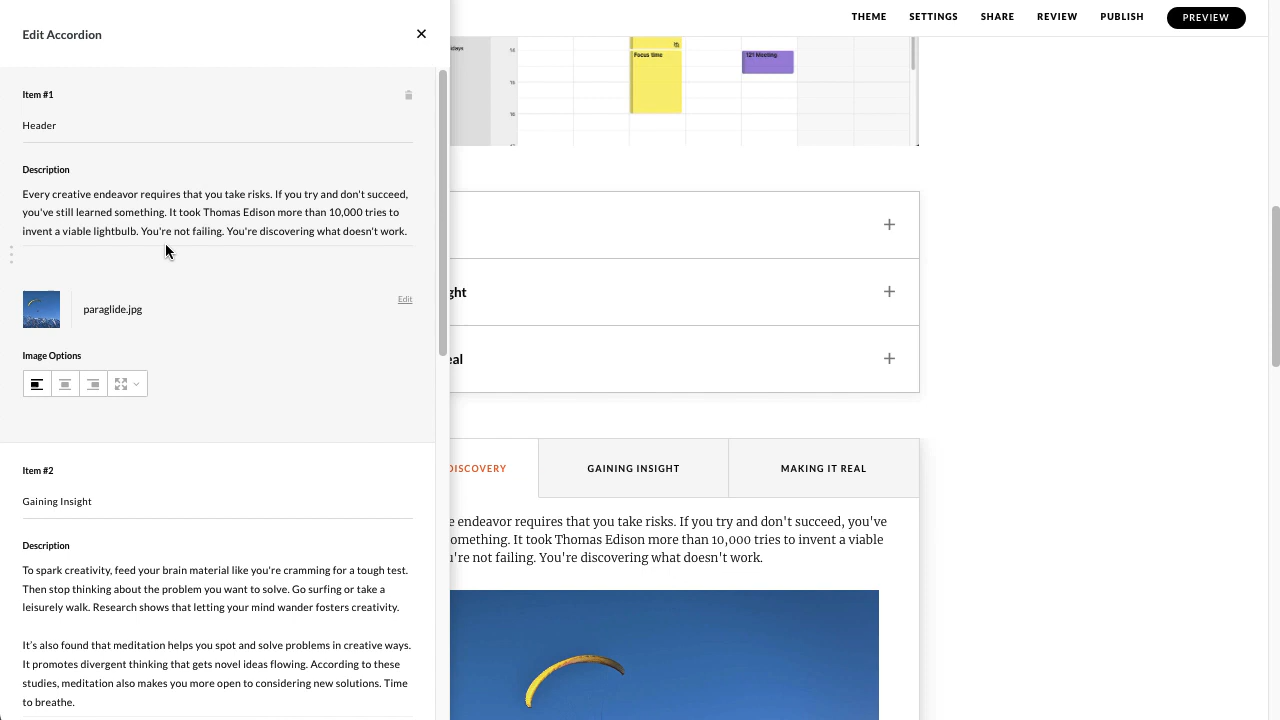 Edit Accordion
THEME
SETTINGS
SHARE
REVIEW
PUBLISH
PREVIEW
Item #1
Header
Description
Every creative endeavor requires that you take risks. If you try and don't succeed,
you've still learned something. It took Thomas Edison more than 10,000 tries to
invent a viable lightbulb. You're not failing. You're discovering what doesn't work.
paraglide.jpg
Edit
Image Options
Item #2
Gaining Insight
Description
To spark creativity, feed your brain material like you're cramming for a tough test.
Then stop thinking about the problem you want to solve. Go surfing or take a
leisurely walk. Research shows that letting your mind wander fosters creativity.
It's also found that meditation helps you spot and solve problems in creative ways.
It promotes divergent thinking that gets novel ideas flowing. According to these
studies, meditation also makes you more open to considering new solutions. Time
to breathe.
Focus time
121 Meeting
ght
eal
DISCOVERY
GAINING INSIGHT
MAKING IT REAL
e endeavor requires that you take risks. If you try and don't succeed, you've
omething. It took Thomas Edison more than 10,000 tries to invent a viable
u're not failing. You're discovering what doesn't work.